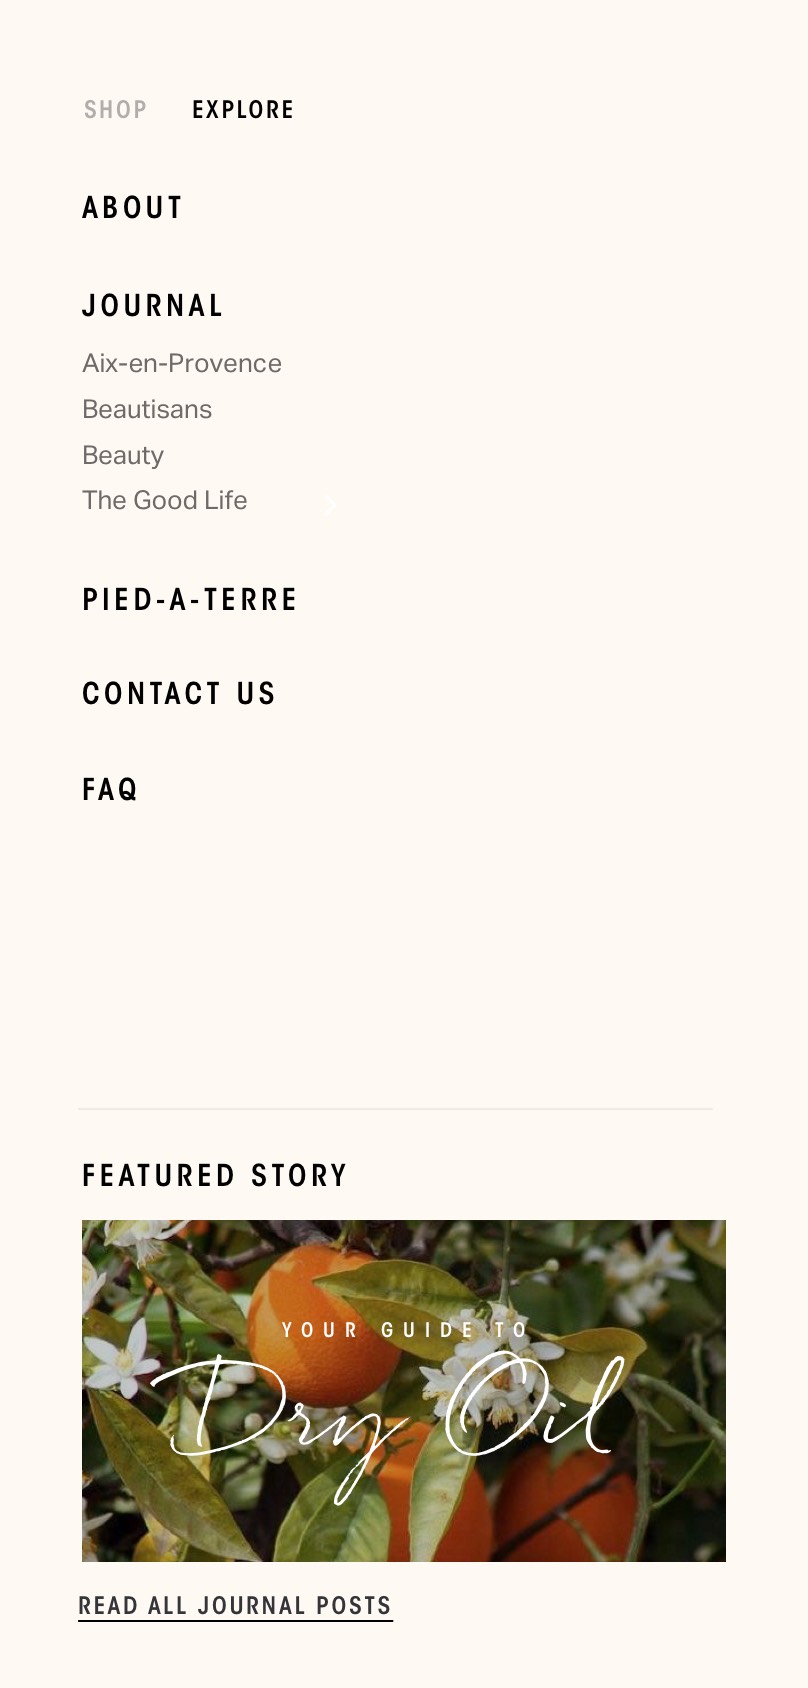 SHOP EXPLORE
ABOUT
JOURNAL
Aix-en-Provence
Beautisans
Beauty
The Good Life
PIED-A-TERRE
CONTACT US
FAQ
FEATURED STORY
YOUR GUIDE TO
Dry Oil
READ ALL JOURNAL POSTS